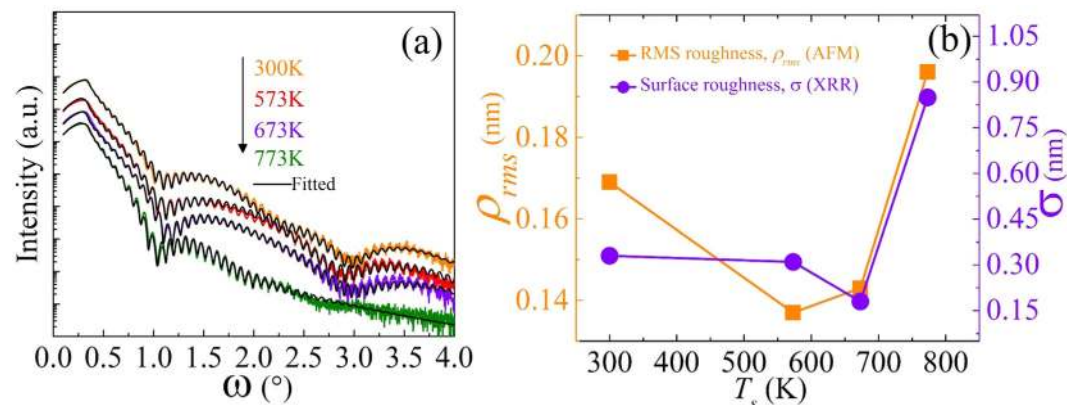 (a)
300K
573K
673K
773K
Fitted
Intensity (a.u.)
0.0 0.5 1.0 1.5 2.0 2.5 3.0 3.5 4.0
ω (°)
(b)
RMS roughness, ρrms (AFM)
Surface roughness, σ (XRR)
0.20
0.18
0.16
0.14
ρrms (nm)
1.05
0.90
0.75
0.60
0.45
0.30
0.15
σ (nm)
300 400 500 600 700 800
Ts (K)